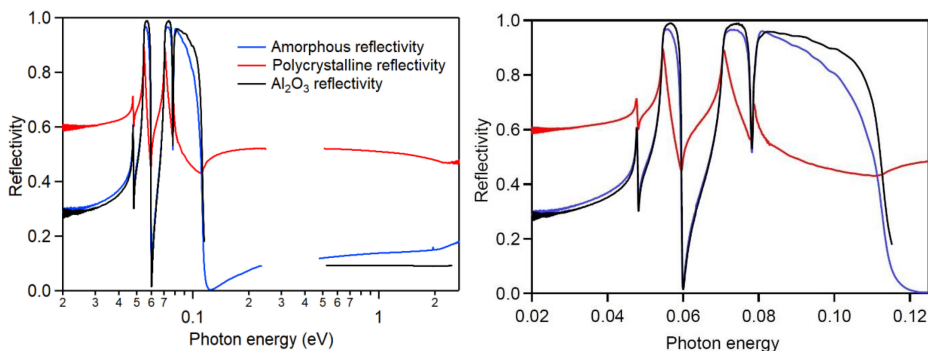 1.0
0.8
0.6
0.4
0.2
0.0
Reflectivity
Amorphous reflectivity
Polycrystalline reflectivity
Al₂O₃ reflectivity
2 3 4 5 6 7 0.1 2 3 4 5 6 7 1 2
Photon energy (eV)
1.0
0.8
0.6
0.4
0.2
0.0
Reflectivity
0.02 0.04 0.06 0.08 0.10 0.12
Photon energy